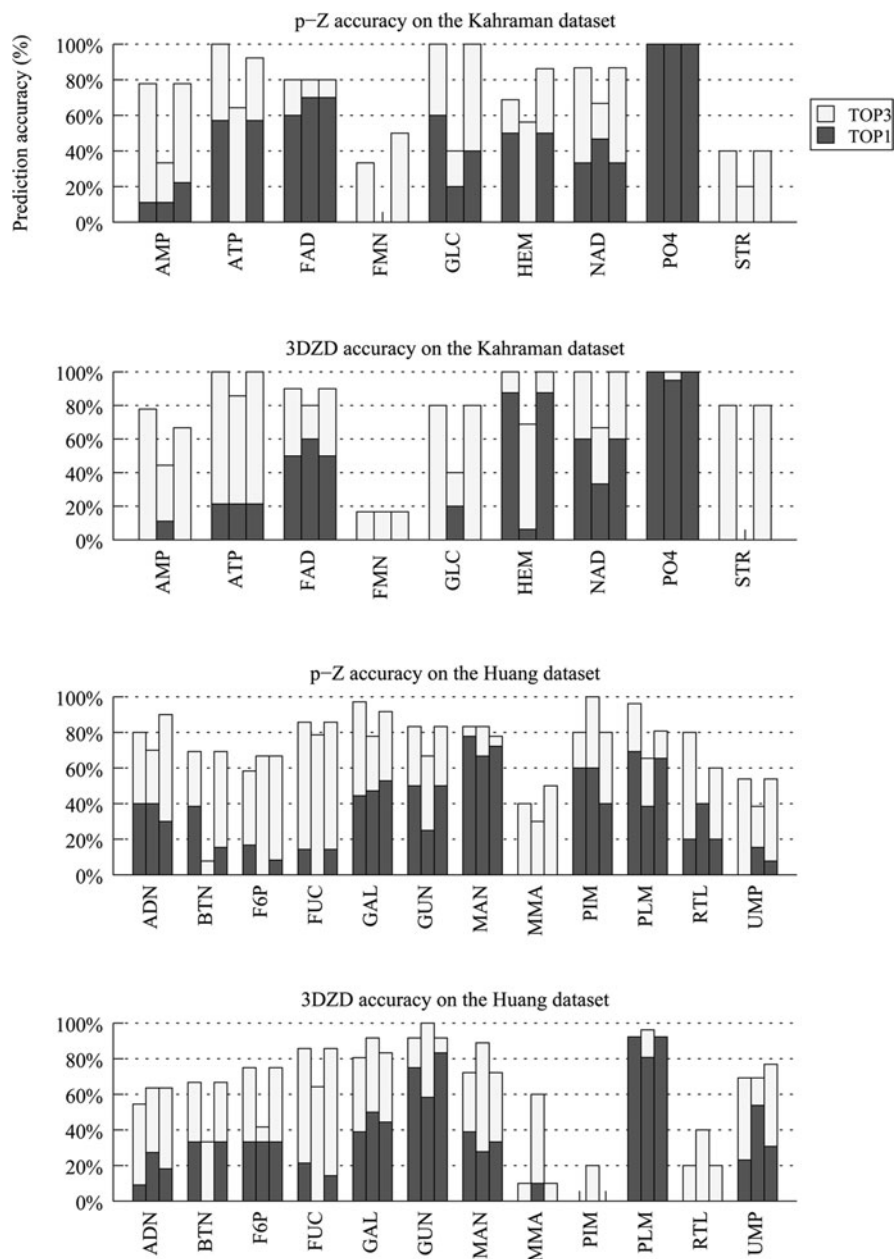 p−Z accuracy on the Kahraman dataset
Prediction accuracy (%)
100%
80%
60%
40%
20%
0%
AMP
ATP
FAD
FMN
GLC
HEM
NAD
PO4
STR
TOP3
TOP1
3DZD accuracy on the Kahraman dataset
100%
80%
60%
40%
20%
0%
AMP
ATP
FAD
FMN
GLC
HEM
NAD
PO4
STR
p−Z accuracy on the Huang dataset
100%
80%
60%
40%
20%
0%
ADN
BTN
F6P
FUC
GAL
GUN
MAN
MMA
PIM
PLM
RTL
UMP
3DZD accuracy on the Huang dataset
100%
80%
60%
40%
20%
0%
ADN
BTN
F6P
FUC
GAL
GUN
MAN
MMA
PIM
PLM
RTL
UMP